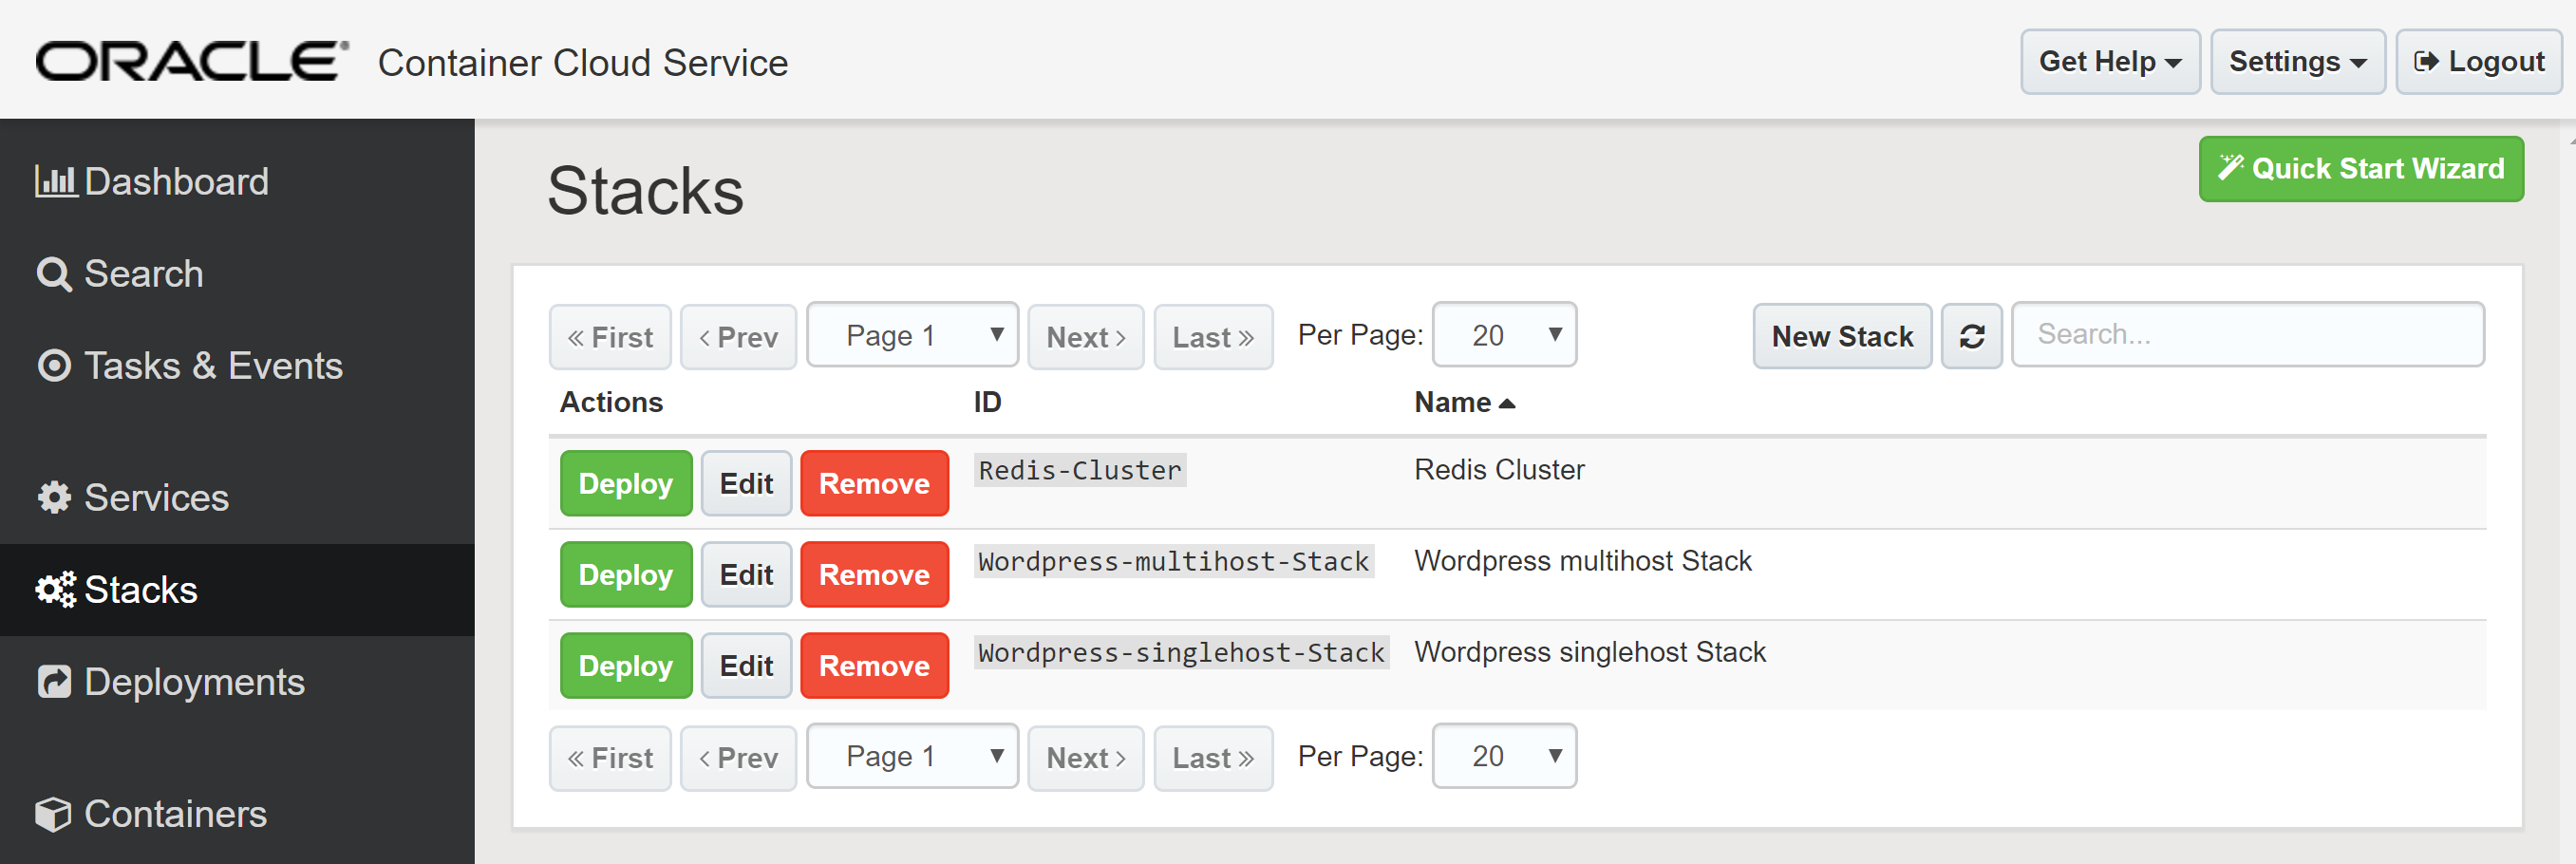 ORACLE® Container Cloud Service
Get Help Settings Logout
Dashboard
Search
Tasks & Events
Services
Stacks
Deployments
Containers
Stacks
Quick Start Wizard
« First ‹ Prev Page 1 Next › Last » Per Page: 20 New Stack Search...
Actions ID Name
Deploy Edit Remove Redis-Cluster Redis Cluster
Deploy Edit Remove Wordpress-multihost-Stack Wordpress multihost Stack
Deploy Edit Remove Wordpress-singlehost-Stack Wordpress singlehost Stack
« First ‹ Prev Page 1 Next › Last » Per Page: 20